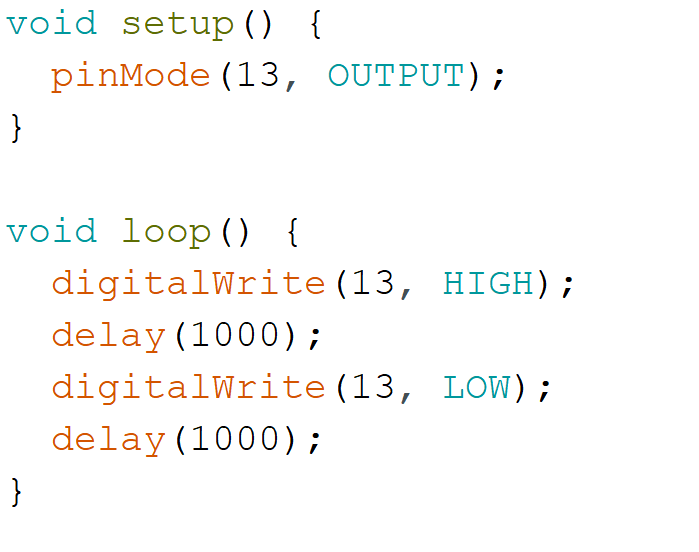 void setup() {
  pinMode(13, OUTPUT);
}

void loop() {
  digitalWrite(13, HIGH);
  delay(1000);
  digitalWrite(13, LOW);
  delay(1000);
}